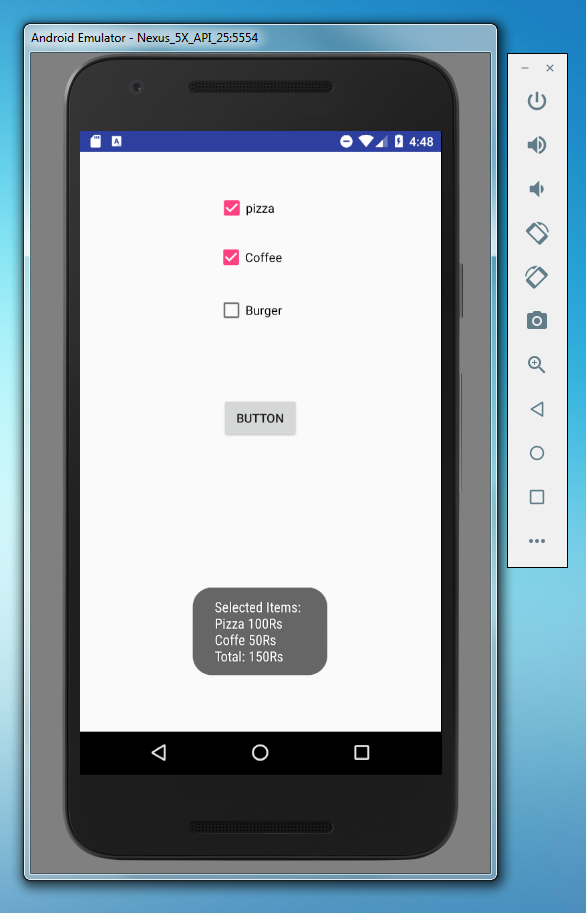 Android Emulator - Nexus_5X_API_25:5554
A
4:48
pizza
Coffee
Burger
BUTTON
Selected Items:
Pizza 100Rs
Coffe 50Rs
Total: 150Rs